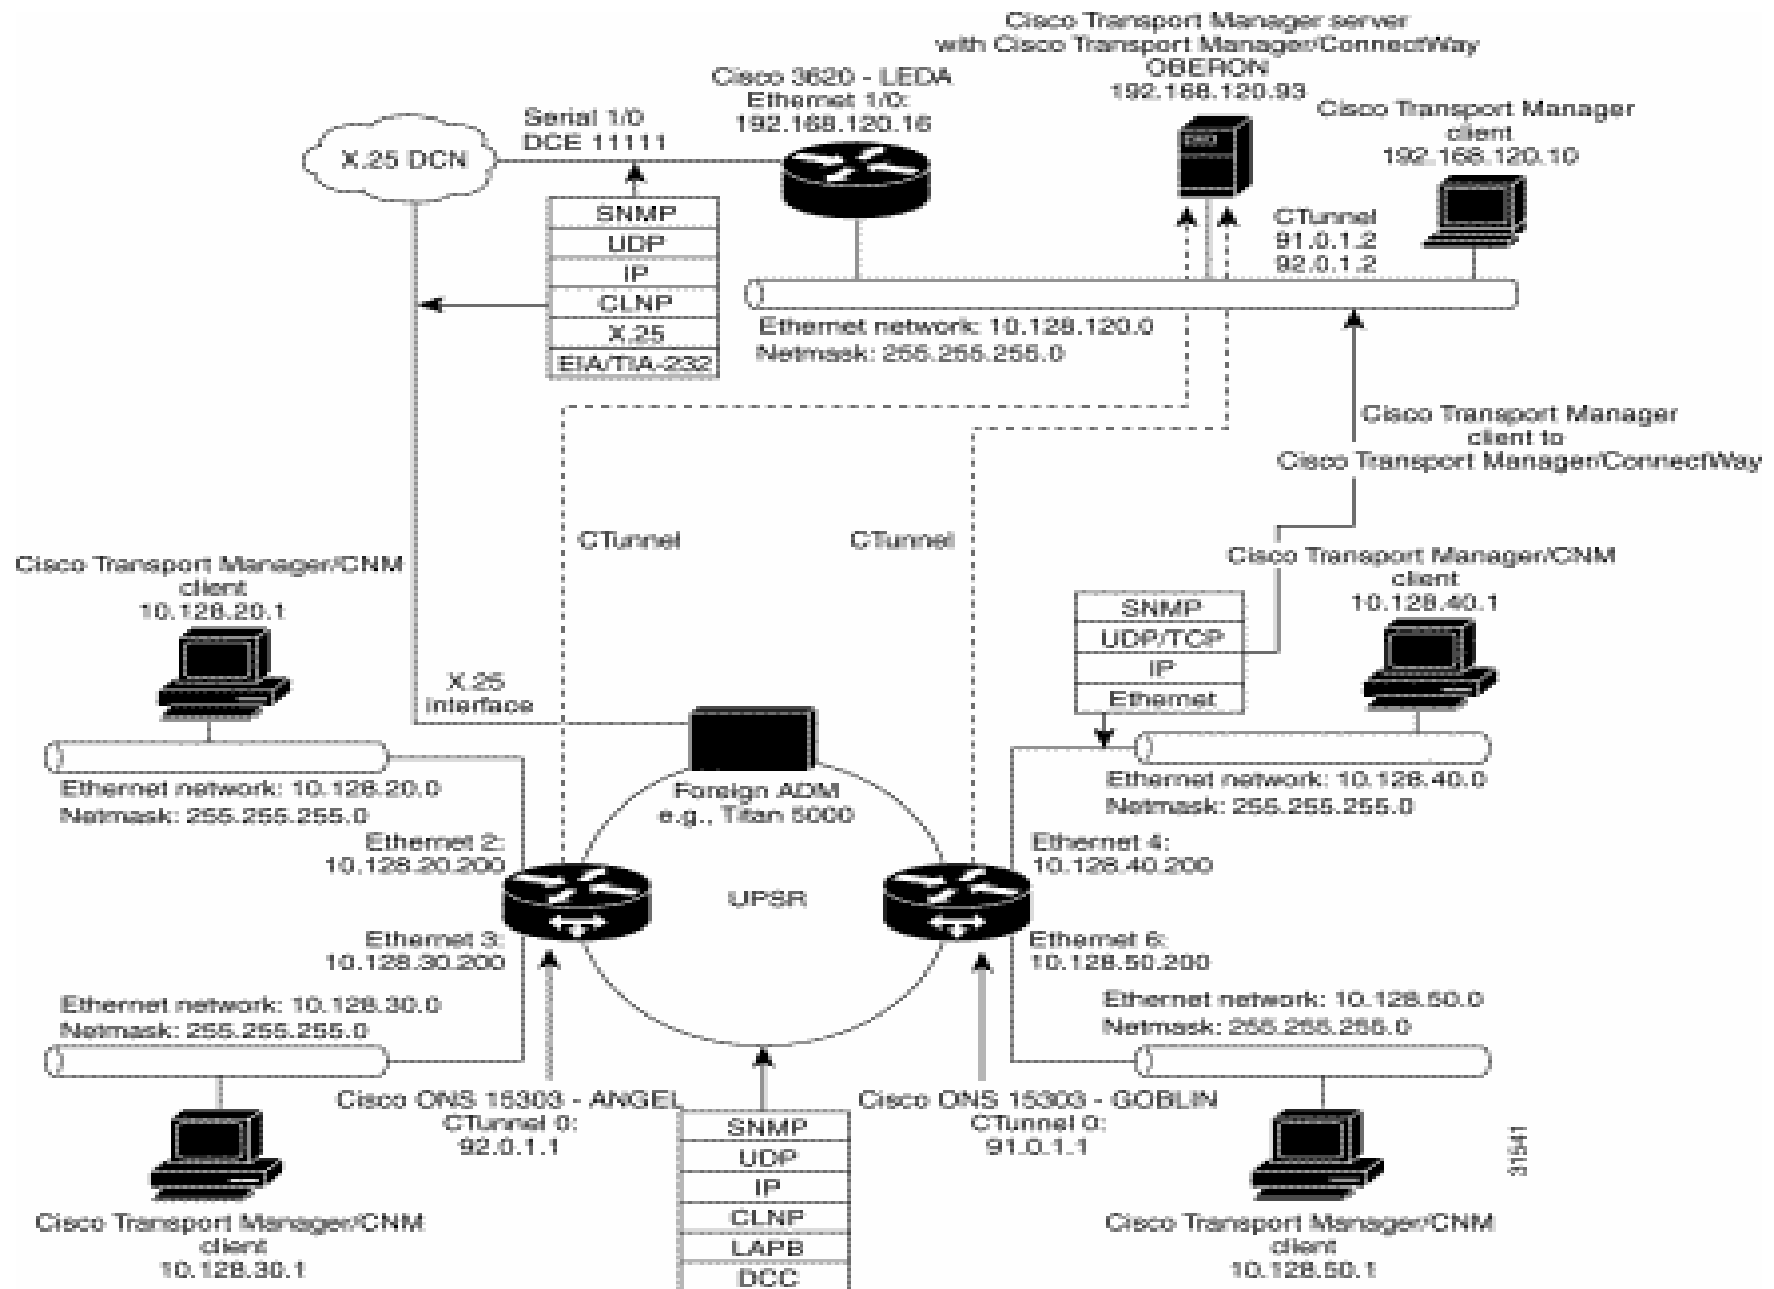 Cisco Transport Manager server
with Cisco Transport Manager/ConnectWay
OBERON
192.168.120.93
Cisco 3620 - LEDA
Ethernet 1/0:
192.168.120.16
Serial 1/0
DCE 11111
X.25 DCN
Cisco Transport Manager
client
192.168.120.10
SNMP
UDP
IP
CLNP
X.25
EIA/TIA-232
CTunnel
91.0.1.2
92.0.1.2
Ethernet network: 10.128.120.0
Netmask: 255.255.255.0
Cisco Transport Manager
client to
Cisco Transport Manager/ConnectWay
CTunnel
CTunnel
Cisco Transport Manager/CNM
client
10.128.20.1
Cisco Transport Manager/CNM
client
10.128.40.1
SNMP
UDP/TCP
IP
Ethernet
X.25
interface
Ethernet network: 10.128.20.0
Netmask: 255.255.255.0
Foreign ADM
e.g., Titan 5000
Ethernet network: 10.128.40.0
Netmask: 255.255.255.0
Ethernet 2:
10.128.20.200
Ethernet 4:
10.128.40.200
UPSR
Ethernet 3:
10.128.30.200
Ethernet 6:
10.128.50.200
Ethernet network: 10.128.30.0
Netmask: 255.255.255.0
Ethernet network: 10.128.50.0
Netmask: 255.255.255.0
Cisco ONS 15303 - ANGEL
CTunnel 0:
92.0.1.1
Cisco ONS 15303 - GOBLIN
CTunnel 0:
91.0.1.1
SNMP
UDP
IP
CLNP
LAPB
DCC
Cisco Transport Manager/CNM
client
10.128.30.1
Cisco Transport Manager/CNM
client
10.128.50.1
31541